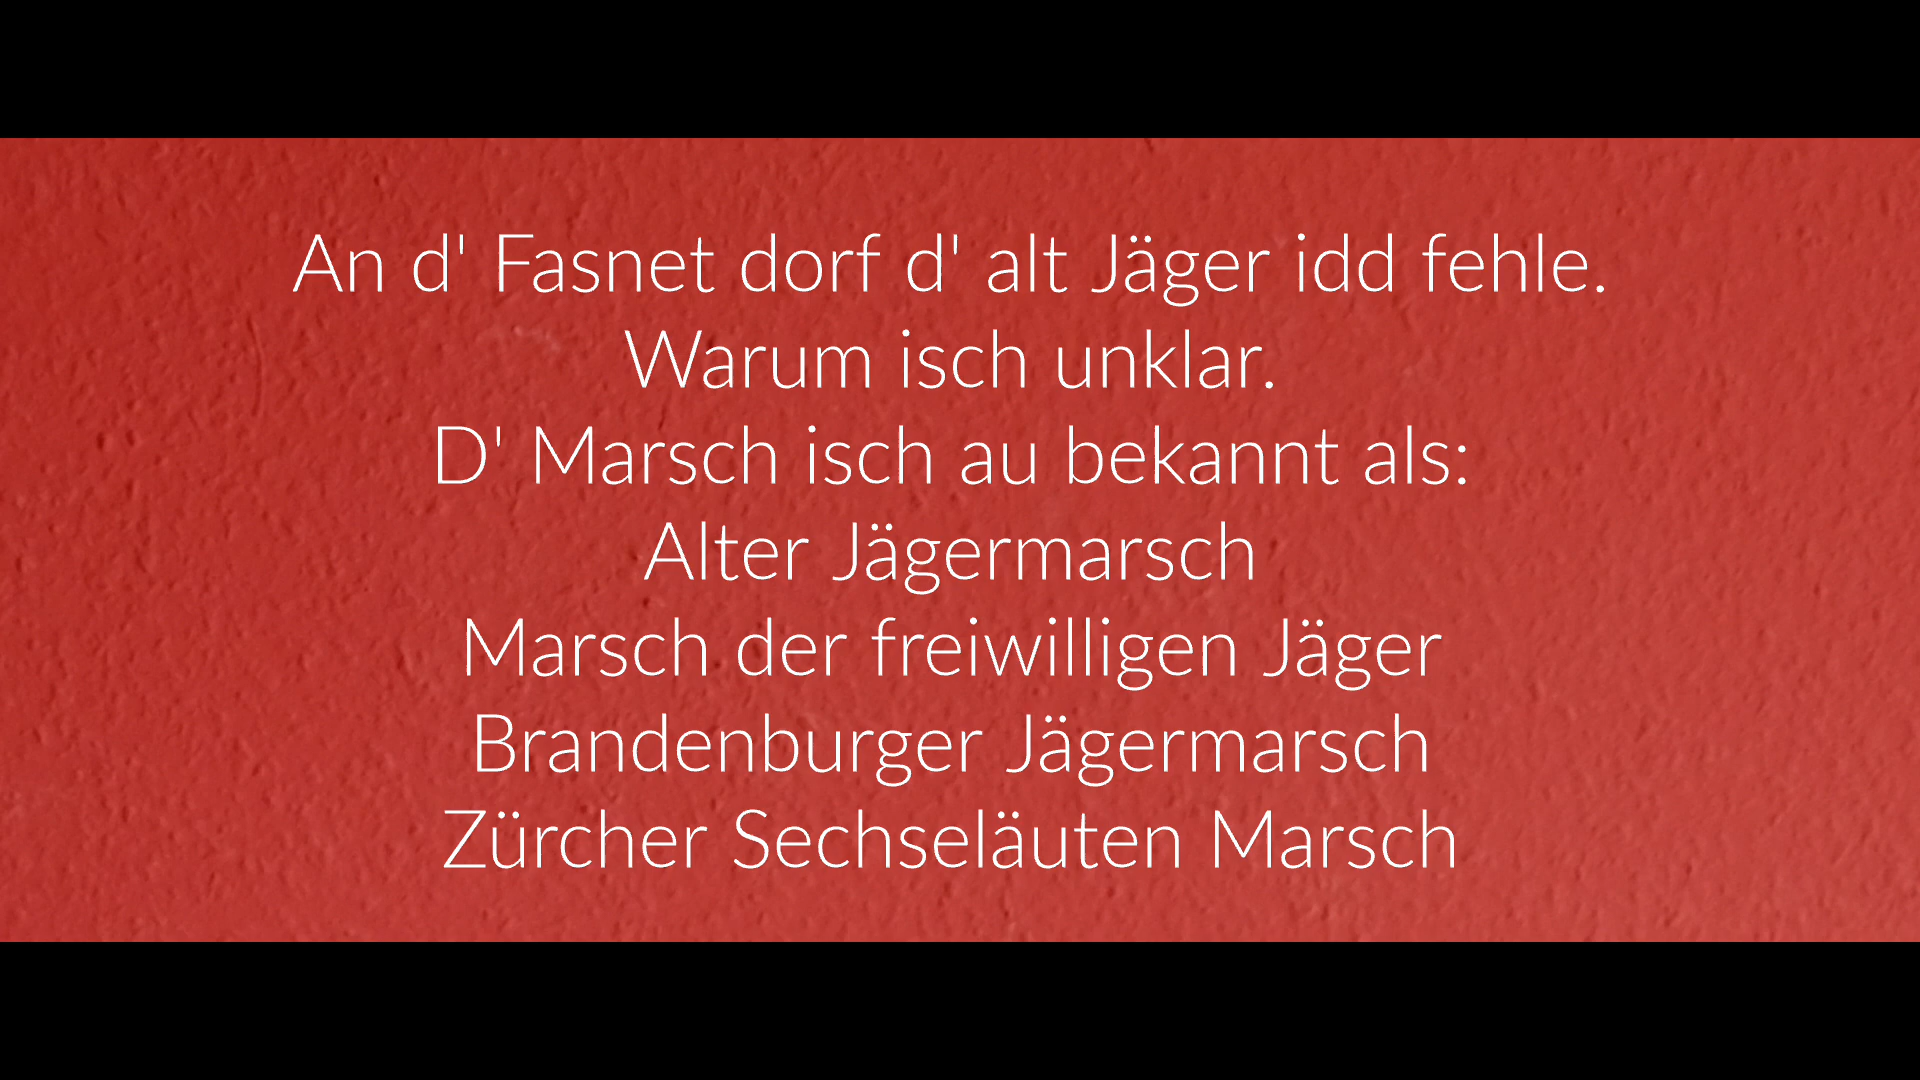 An d' Fasnet dorf d' alt Jäger idd fehle.
Warum isch unklar.
D' Marsch isch au bekannt als:
Alter Jägermarsch
Marsch der freiwilligen Jäger
Brandenburger Jägermarsch
Zürcher Sechseläuten Marsch